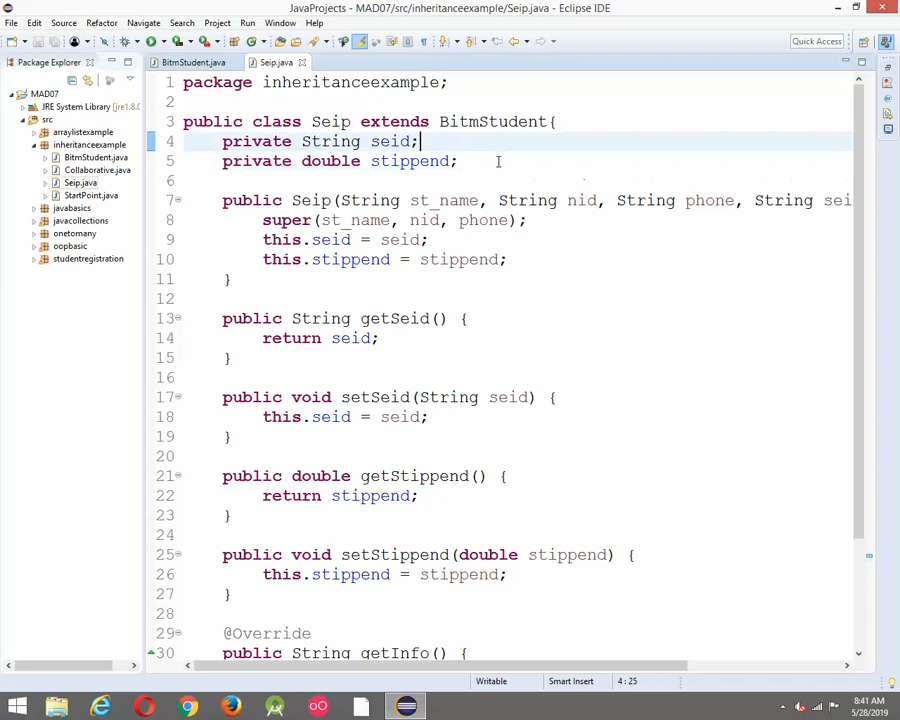 JavaProjects - MAD07/src/inheritanceexample/Seip.java - Eclipse IDE
File Edit Source Refactor Navigate Search Project Run Window Help
Quick Access
Package Explorer
BitmStudent.java
Seip.java
MAD07
JRE System Library [jre1.8.0
src
arraylistexample
inheritanceexample
BitmStudent.java
Collaborative.java
Seip.java
StartPoint.java
javabasics
javacollections
onetomany
oopbasic
studentregistration
1 package inheritanceexample;
2
3 public class Seip extends BitmStudent{
4 private String seid;
5 private double stippend;
6
7 public Seip(String st_name, String nid, String phone, String sei
8 super(st_name, nid, phone);
9 this.seid = seid;
10 this.stippend = stippend;
11 }
12
13 public String getSeid() {
14 return seid;
15 }
16
17 public void setSeid(String seid) {
18 this.seid = seid;
19 }
20
21 public double getStippend() {
22 return stippend;
23 }
24
25 public void setStippend(double stippend) {
26 this.stippend = stippend;
27 }
28
29 @Override
30 public String getInfo() {
Writable Smart Insert 4 : 25
8:41 AM
5/28/2019